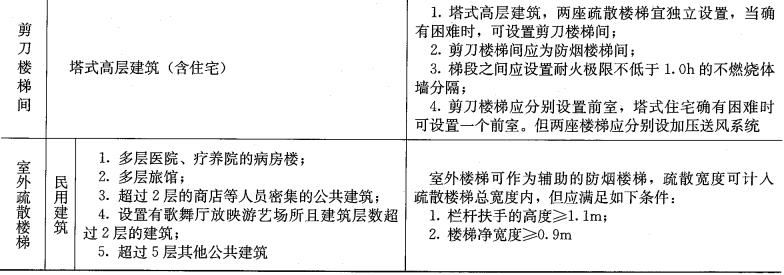 剪刀楼梯间
塔式高层建筑（含住宅）
1. 塔式高层建筑，两座疏散楼梯宜独立设置，当确
有困难时，可设置剪刀楼梯间；
2. 剪刀楼梯间应为防烟楼梯间；
3. 梯段之间应设置耐火极限不低于1.0h的不燃烧体
墙分隔；
4. 剪刀楼梯应分别设置前室，塔式住宅确有困难时
可设置一个前室。但两座楼梯应分别设加压送风系统
室外疏散楼梯
民用建筑
1. 多层医院、疗养院的病房楼；
2. 多层旅馆；
3. 超过2层的商店等人员密集的公共建筑；
4. 设置有歌舞厅放映游艺场所且建筑层数超
过2层的建筑；
5. 超过5层其他公共建筑
室外楼梯可作为辅助的防烟楼梯，疏散宽度可计入
疏散楼梯总宽度内，但应满足如下条件：
1. 栏杆扶手的高度≥1.1m；
2. 楼梯净宽度≥0.9m